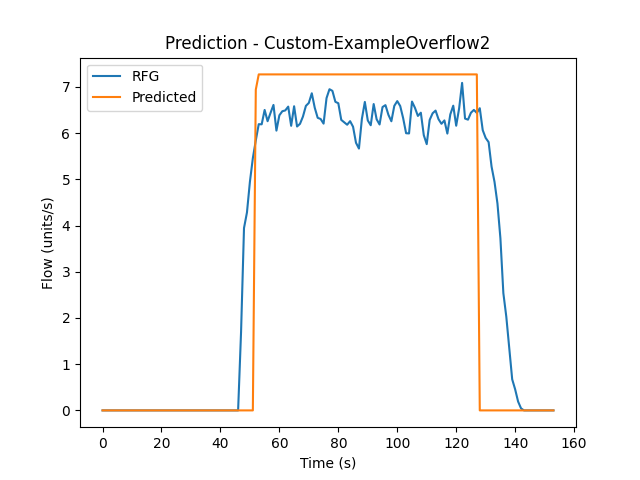 Prediction - Custom-ExampleOverflow2
RFG
Predicted
Flow (units/s)
7
6
5
4
3
2
1
0
0 20 40 60 80 100 120 140 160
Time (s)